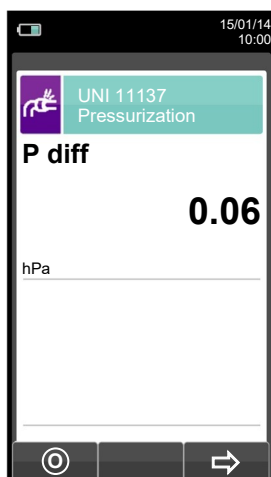 15/01/14
10:00
UNI 11137
Pressurization
P diff
0.06
hPa